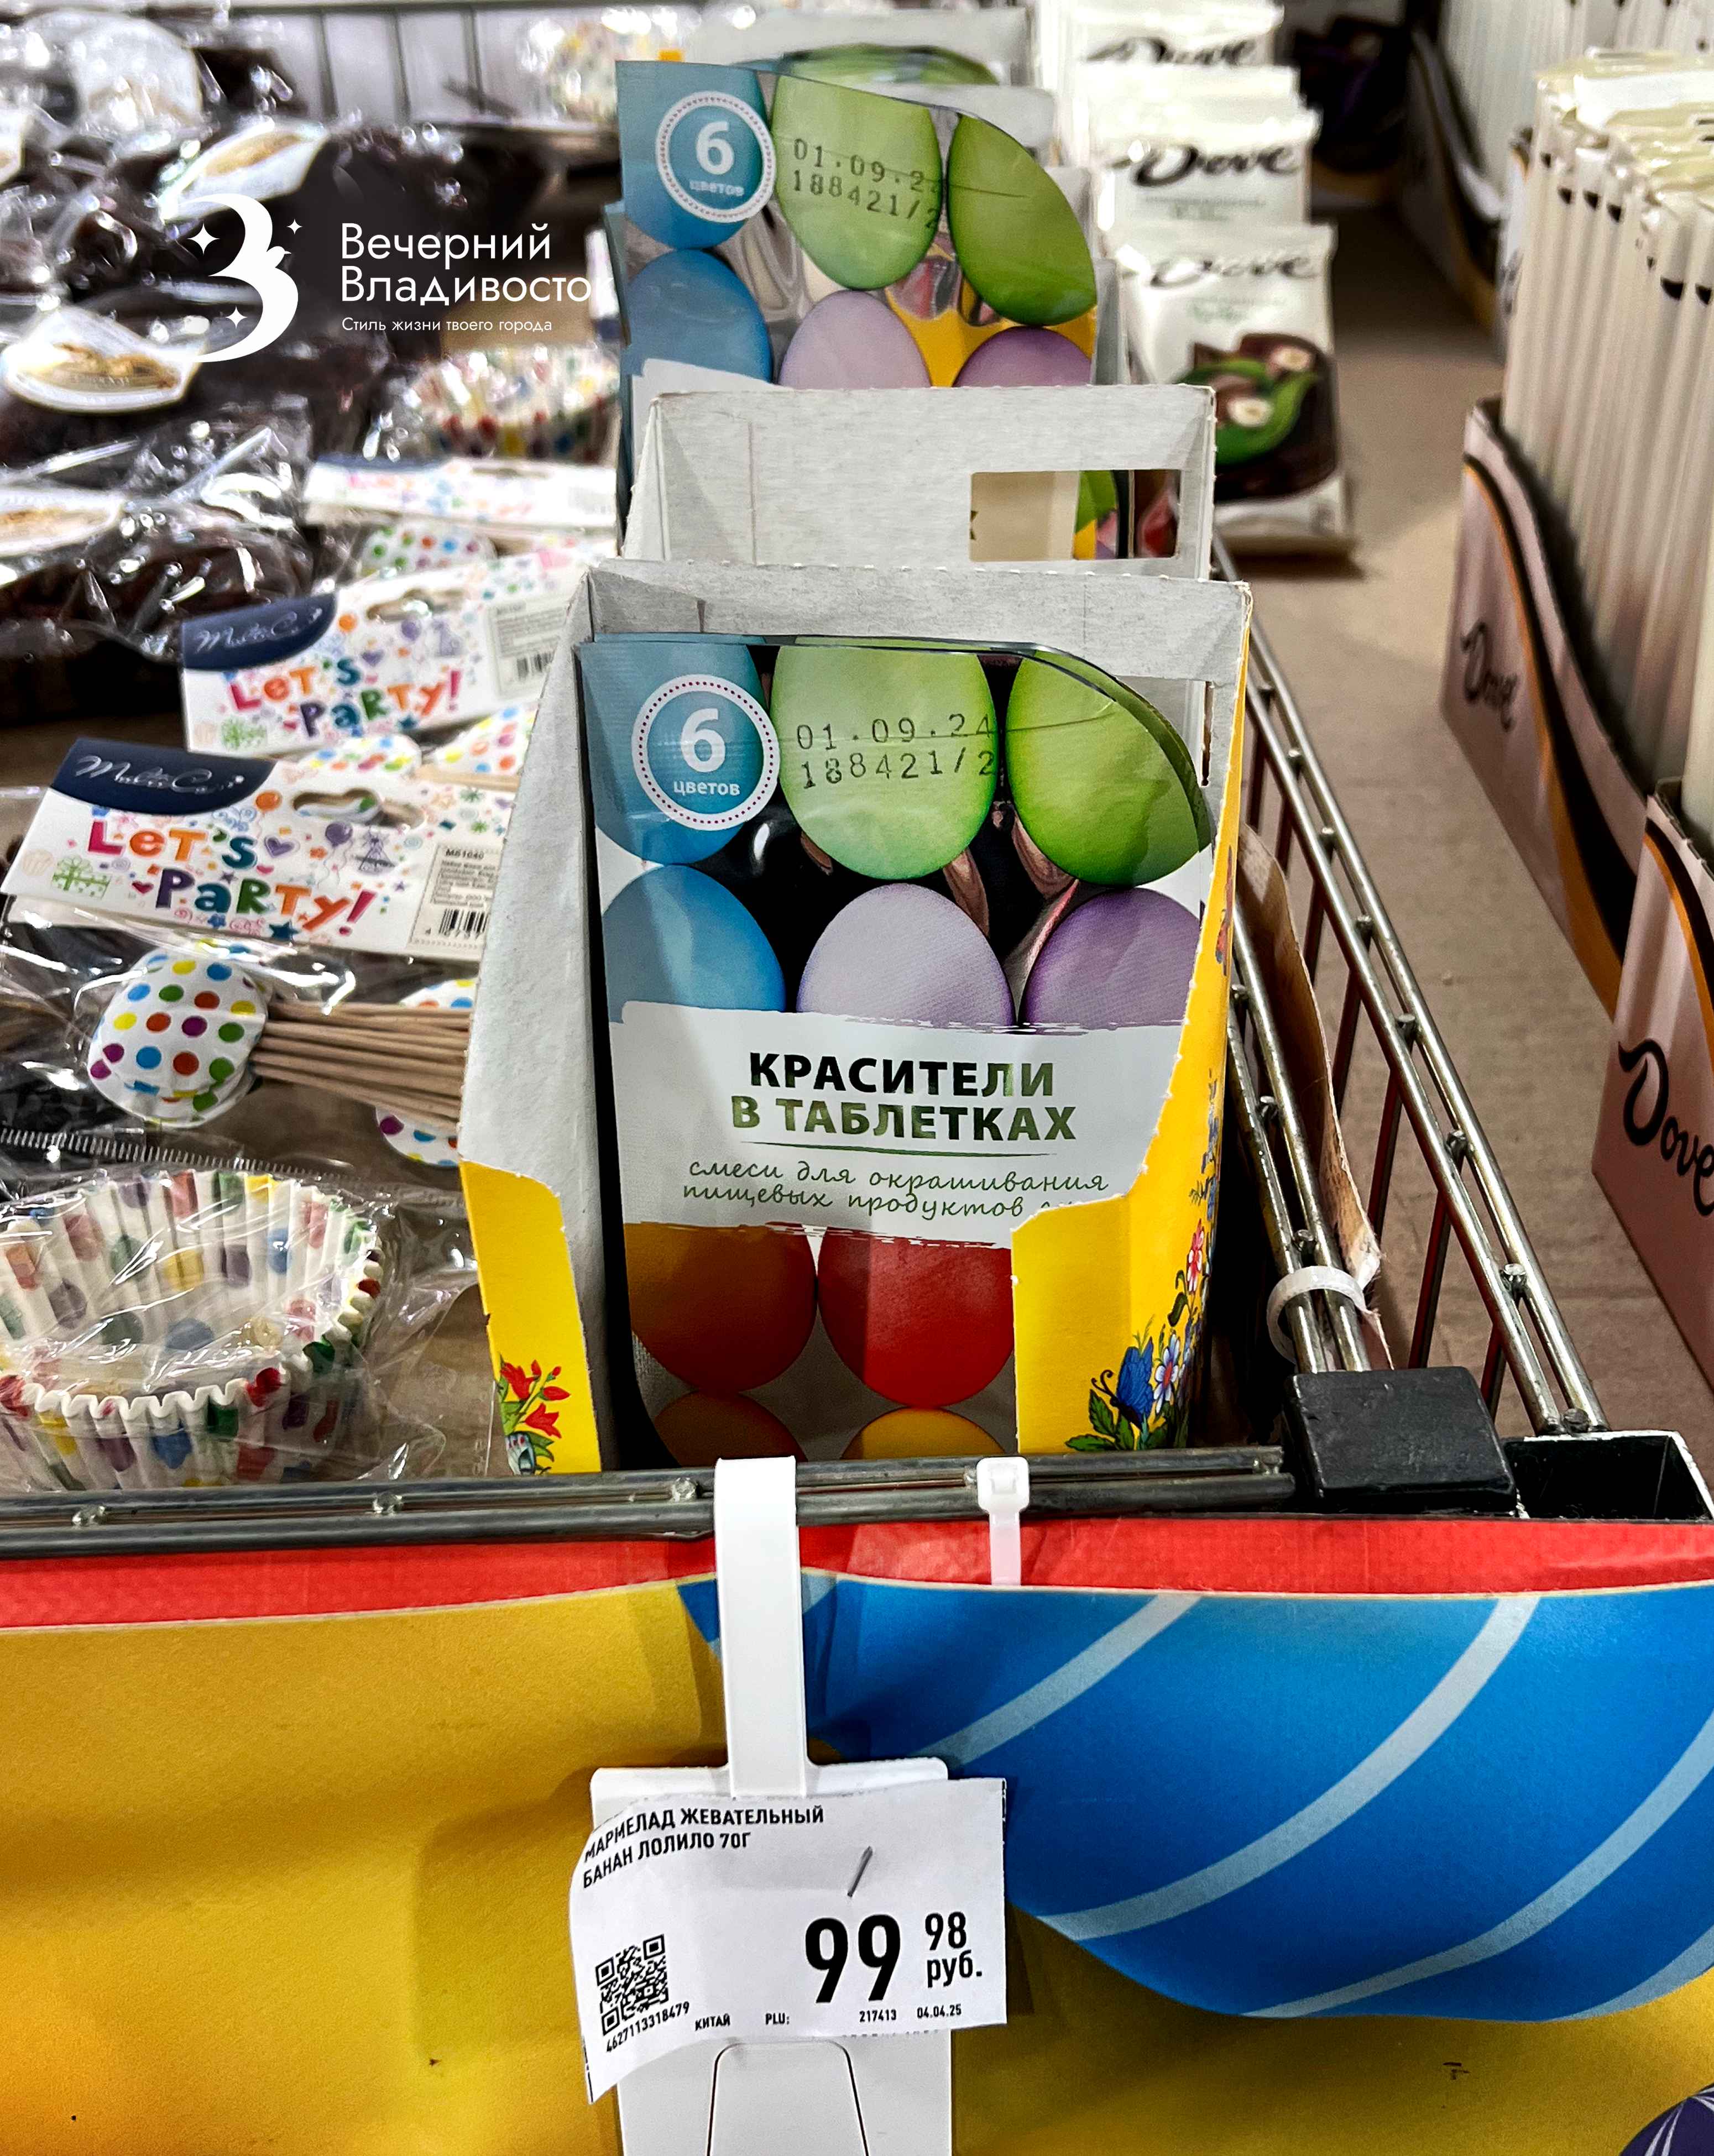 Dove
6
цветов
01.09.2
188421/2
Dove
Вечерний
Владивосто
Стиль жизни твоего города
Dove
LET'S
PARTY!
Dove
6
цветов
01.09.24
188421/2
LET'S
PARTY!
КРАСИТЕЛИ
В ТАБЛЕТКАХ
смеси для окрашивания
пищевых продуктов
Dove
МАРМЕЛАД ЖЕВАТЕЛЬНЫЙ
БАНАН ЛОЛИЛО 70Г
99 98
руб.
4627113318479 КИТАЙ PLU: 217413 04.04.25